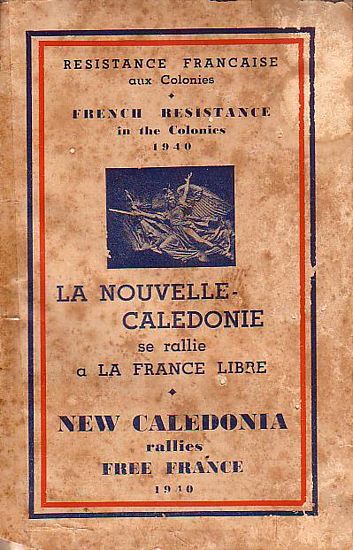 RESISTANCE FRANCAISE
aux Colonies
FRENCH RESISTANCE
in the Colonies
1940
LA NOUVELLE-
CALEDONIE
se rallie
a LA FRANCE LIBRE
NEW CALEDONIA
rallies
FREE FRANCE
1940